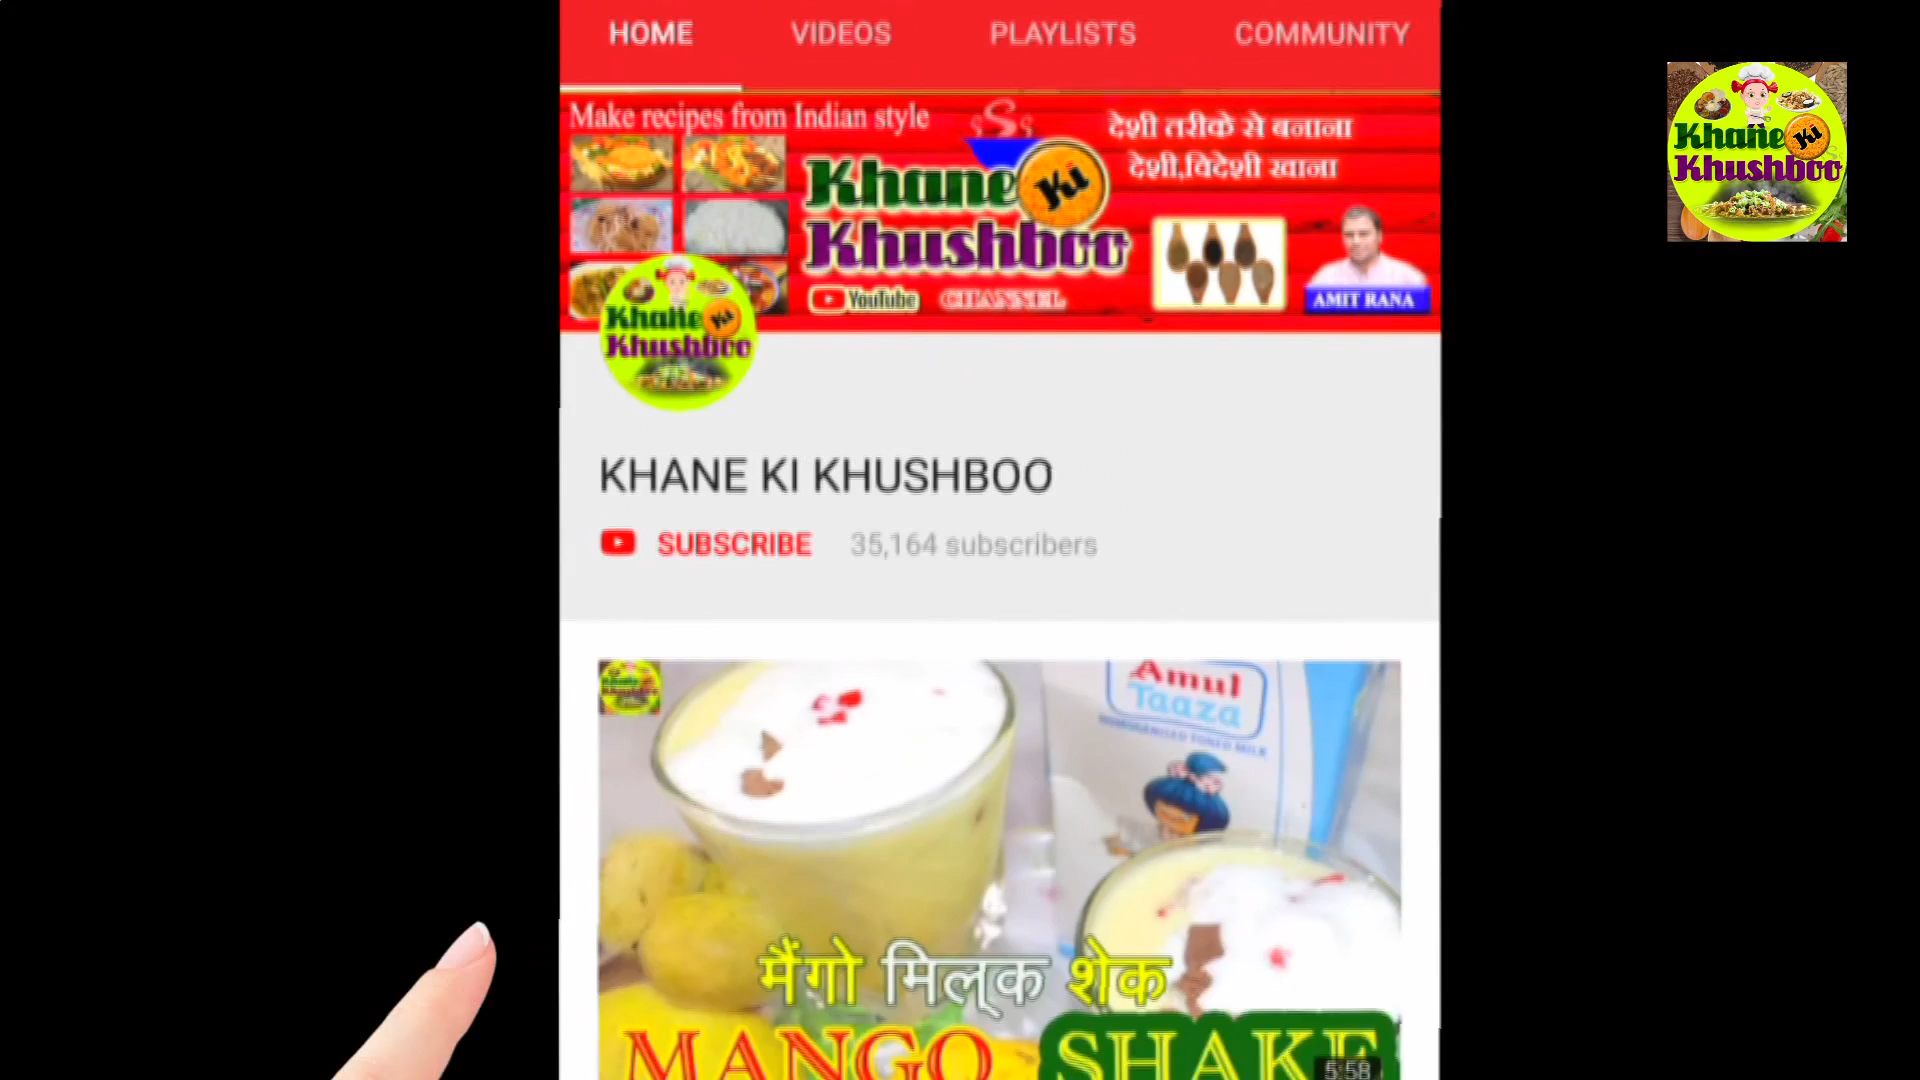 HOME VIDEOS PLAYLISTS COMMUNITY
Make recipes from Indian style
देशी तरीके से बनाना
देशी,विदेशी खाना
Khane Ki
Khushboo
YouTube CHANNEL
AMIT RANA
Khane Ki
Khushboo
Khane Ki
Khushboo
KHANE KI KHUSHBOO
SUBSCRIBE 35,164 subscribers
Amul
Taaza
मैंगो मिल्क शेक
MANGO SHAKE
5:58